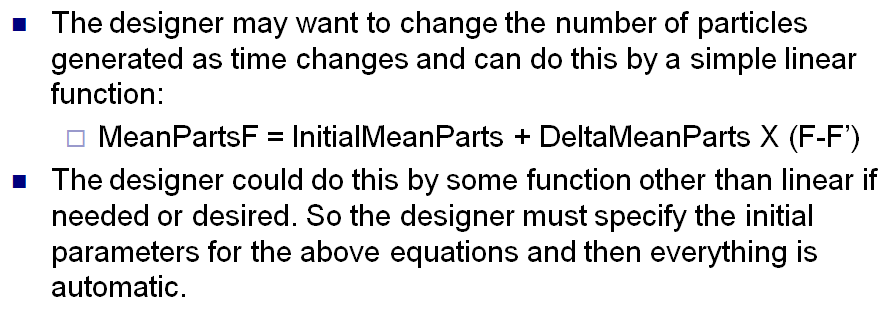 The designer may want to change the number of particles
generated as time changes and can do this by a simple linear
function:
MeanPartsF = InitialMeanParts + DeltaMeanParts X (F-F’)
The designer could do this by some function other than linear if
needed or desired. So the designer must specify the initial
parameters for the above equations and then everything is
automatic.